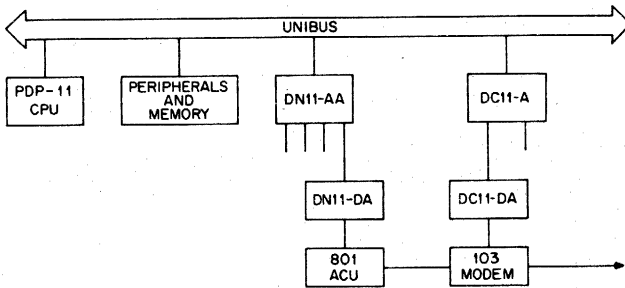 UNIBUS
PDP-11
CPU
PERIPHERALS
AND
MEMORY
DN11-AA
DC11-A
DN11-DA
DC11-DA
801
ACU
103
MODEM